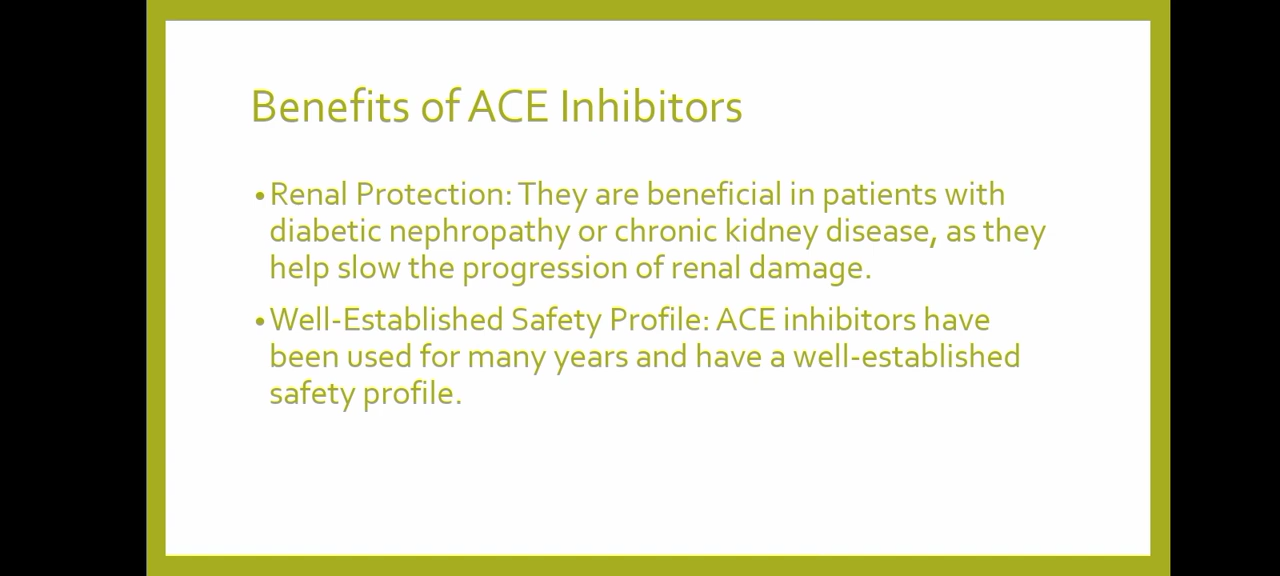 Benefits of ACE Inhibitors
•Renal Protection: They are beneficial in patients with
diabetic nephropathy or chronic kidney disease, as they
help slow the progression of renal damage.
•Well-Established Safety Profile: ACE inhibitors have
been used for many years and have a well-established
safety profile.